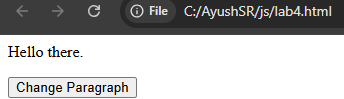 File C:/AyushSR/js/lab4.html
Hello there.
Change Paragraph